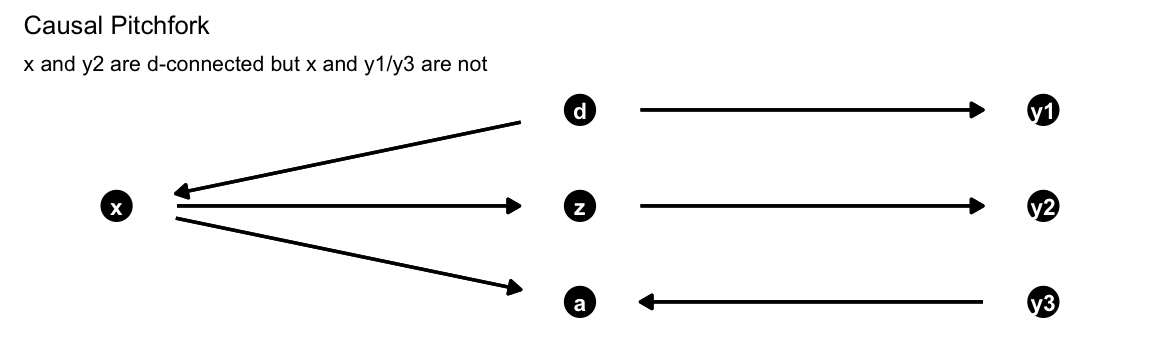 Causal Pitchfork
x and y2 are d-connected but x and y1/y3 are not
d
y1
x
z
y2
a
y3